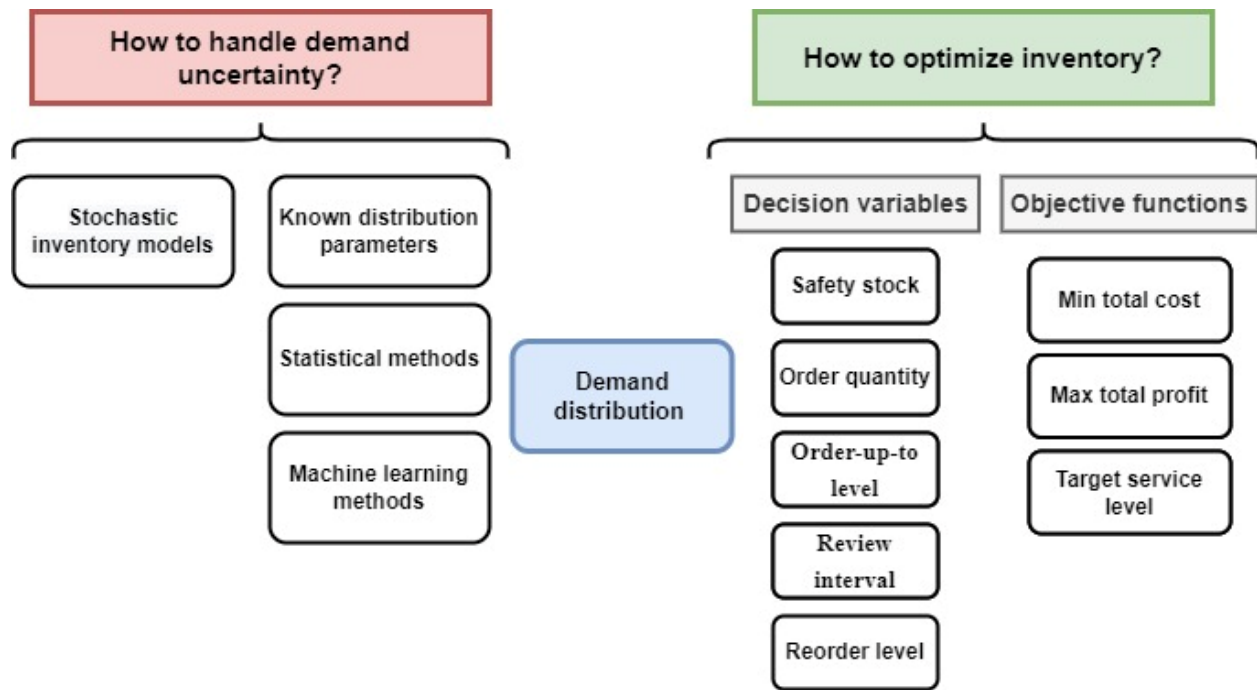 How to handle demand
uncertainty?
Stochastic
inventory models
Known distribution
parameters
Statistical methods
Machine learning
methods
Demand
distribution
How to optimize inventory?
Decision variables
Safety stock
Order quantity
Order-up-to
level
Review
interval
Reorder level
Objective functions
Min total cost
Max total profit
Target service
level